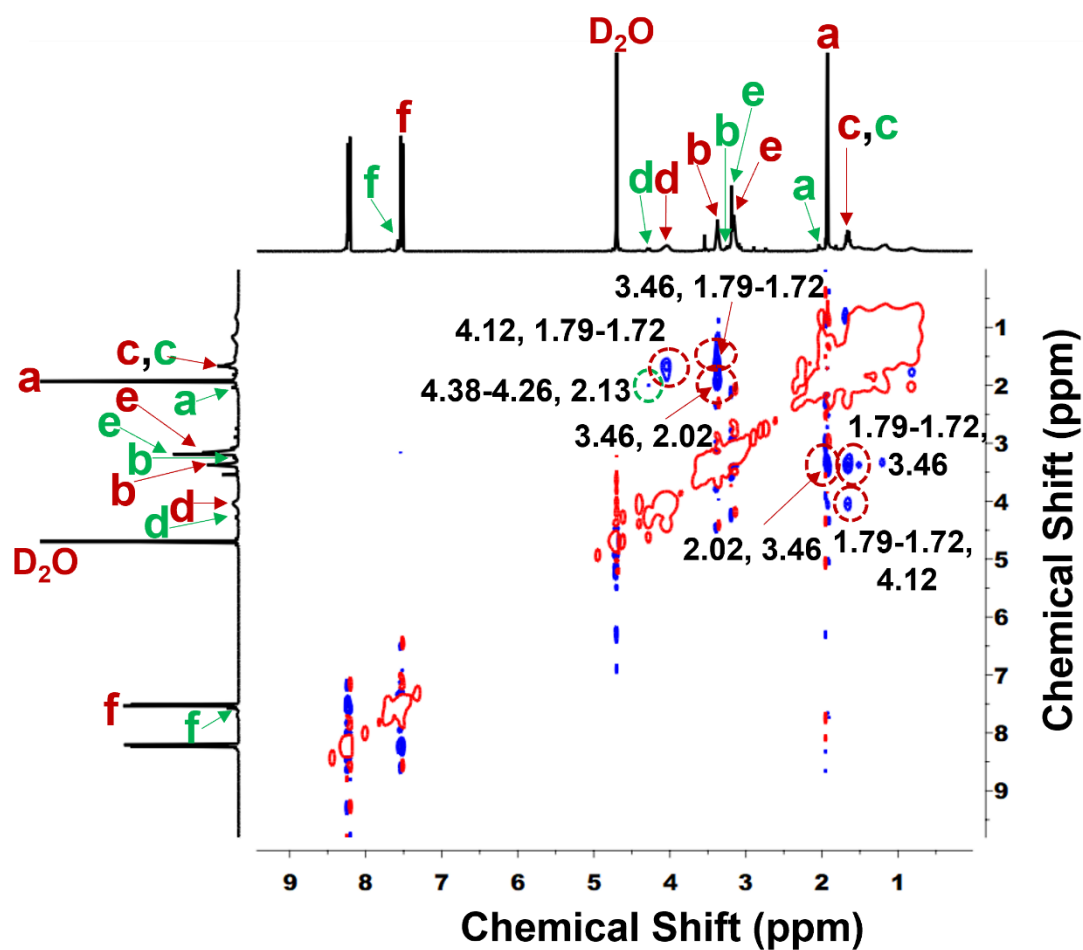 D₂O
a
e
f
b
b
e
c,c
f
d
d
a
3.46, 1.79-1.72
4.12, 1.79-1.72
4.38-4.26, 2.13
3.46, 2.02
1.79-1.72,
3.46
2.02, 3.46
1.79-1.72,
4.12
c,c
a
a
e
e
b
b
d
d
D₂O
f
f
1
2
3
4
5
6
7
8
9
Chemical Shift (ppm)
9
8
7
6
5
4
3
2
1
Chemical Shift (ppm)